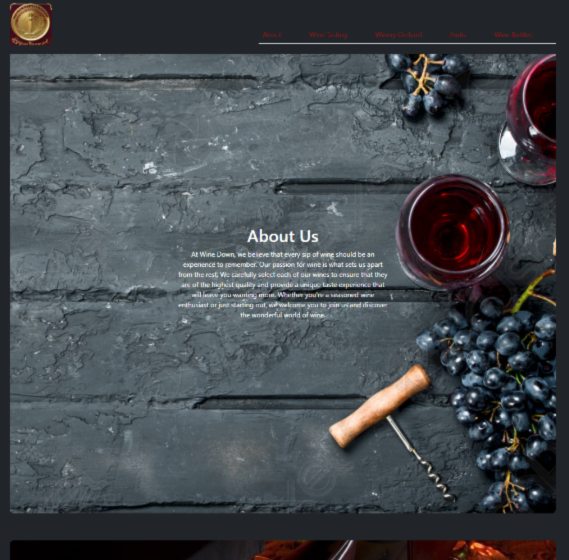 About
Wine Tasting
Winery Orchard
Wine
About Us
At Wine Down, we believe that every sip of wine should be an
experience to remember. Our passion for wine is what sets us apart
from the rest. We carefully select each of our wines to ensure that they
are of the highest quality and provide a unique taste experience that
will leave you wanting more. Whether you're a seasoned wine
enthusiast or just starting out, we welcome you to join us and discover
the wonderful world of wine.